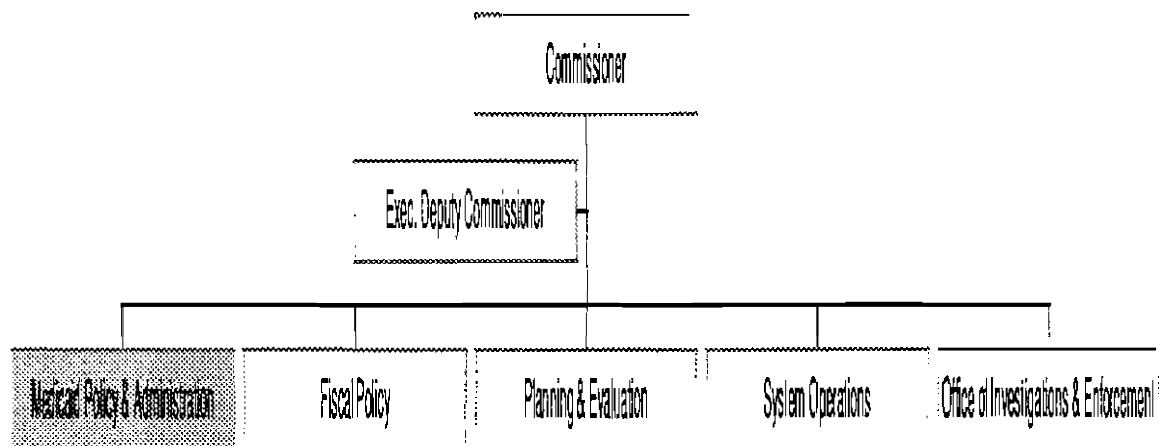 Commissioner
Exec. Deputy Commissioner
Medicaid Policy & Administration
Fiscal Policy
Planning & Evaluation
System Operations
Office of Investigations & Enforcement